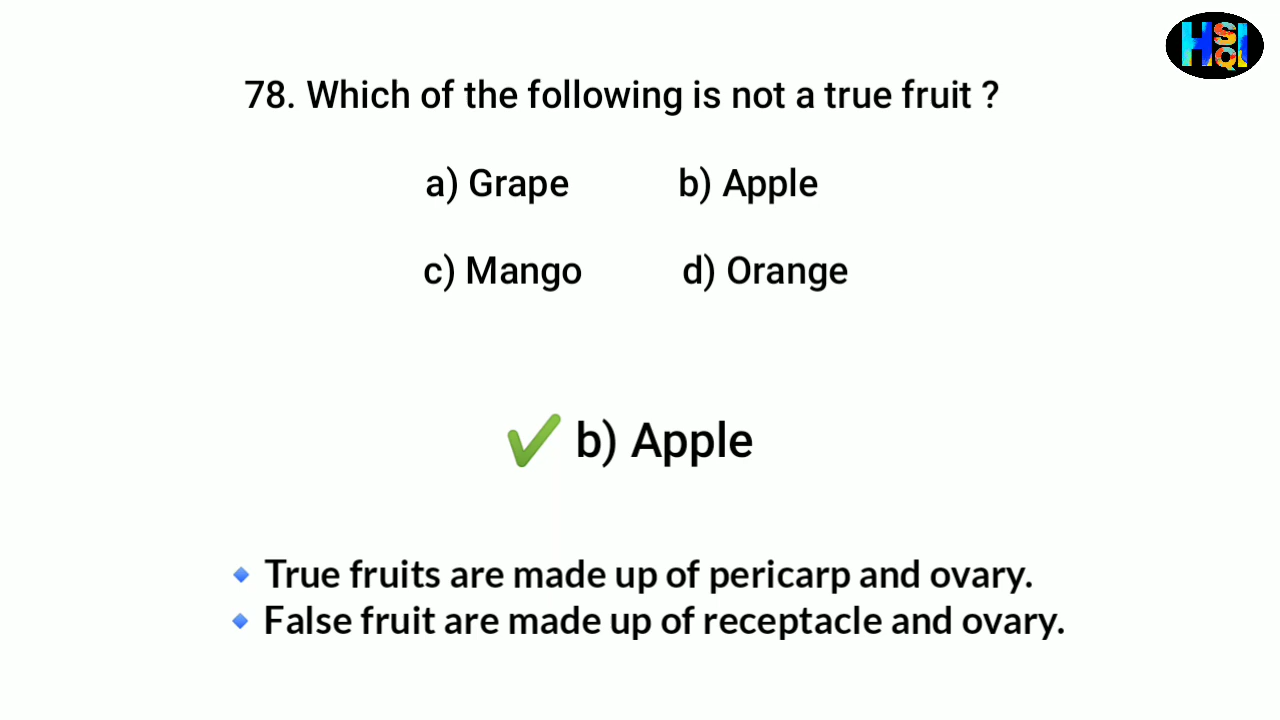 HSQI
78. Which of the following is not a true fruit ?
a) Grape b) Apple
c) Mango d) Orange
✔ b) Apple
🔹 True fruits are made up of pericarp and ovary.
🔹 False fruit are made up of receptacle and ovary.